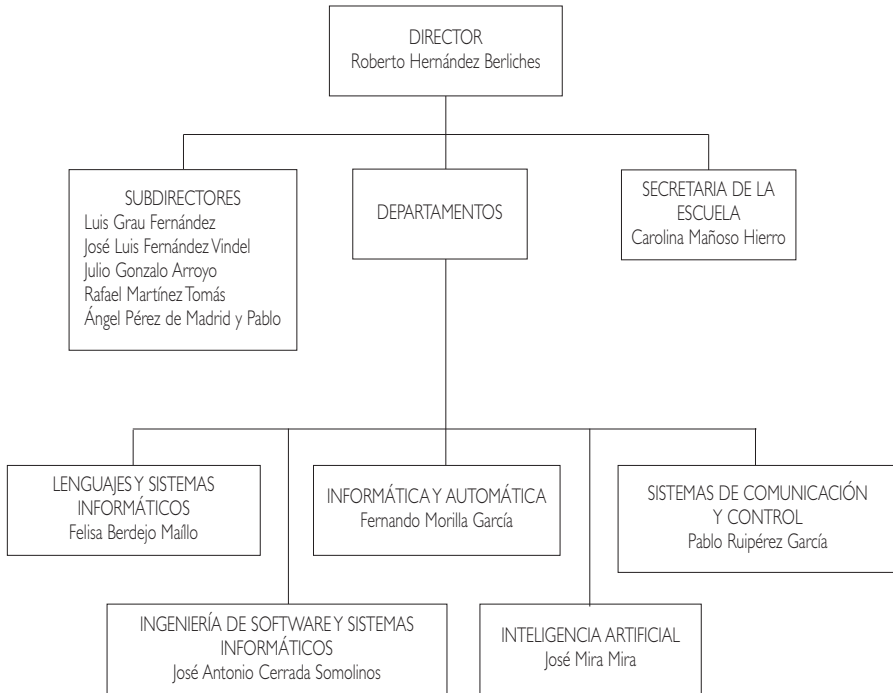 DIRECTOR
Roberto Hernández Berliches
SUBDIRECTORES
Luis Grau Fernández
José Luis Fernández Vindel
Julio Gonzalo Arroyo
Rafael Martínez Tomás
Ángel Pérez de Madrid y Pablo
DEPARTAMENTOS
SECRETARIA DE LA
ESCUELA
Carolina Mañoso Hierro
LENGUAJES Y SISTEMAS
INFORMÁTICOS
Felisa Berdejo Maíllo
INFORMÁTICA Y AUTOMÁTICA
Fernando Morilla García
SISTEMAS DE COMUNICACIÓN
Y CONTROL
Pablo Ruipérez García
INGENIERÍA DE SOFTWARE Y SISTEMAS
INFORMÁTICOS
José Antonio Cerrada Somolinos
INTELIGENCIA ARTIFICIAL
José Mira Mira